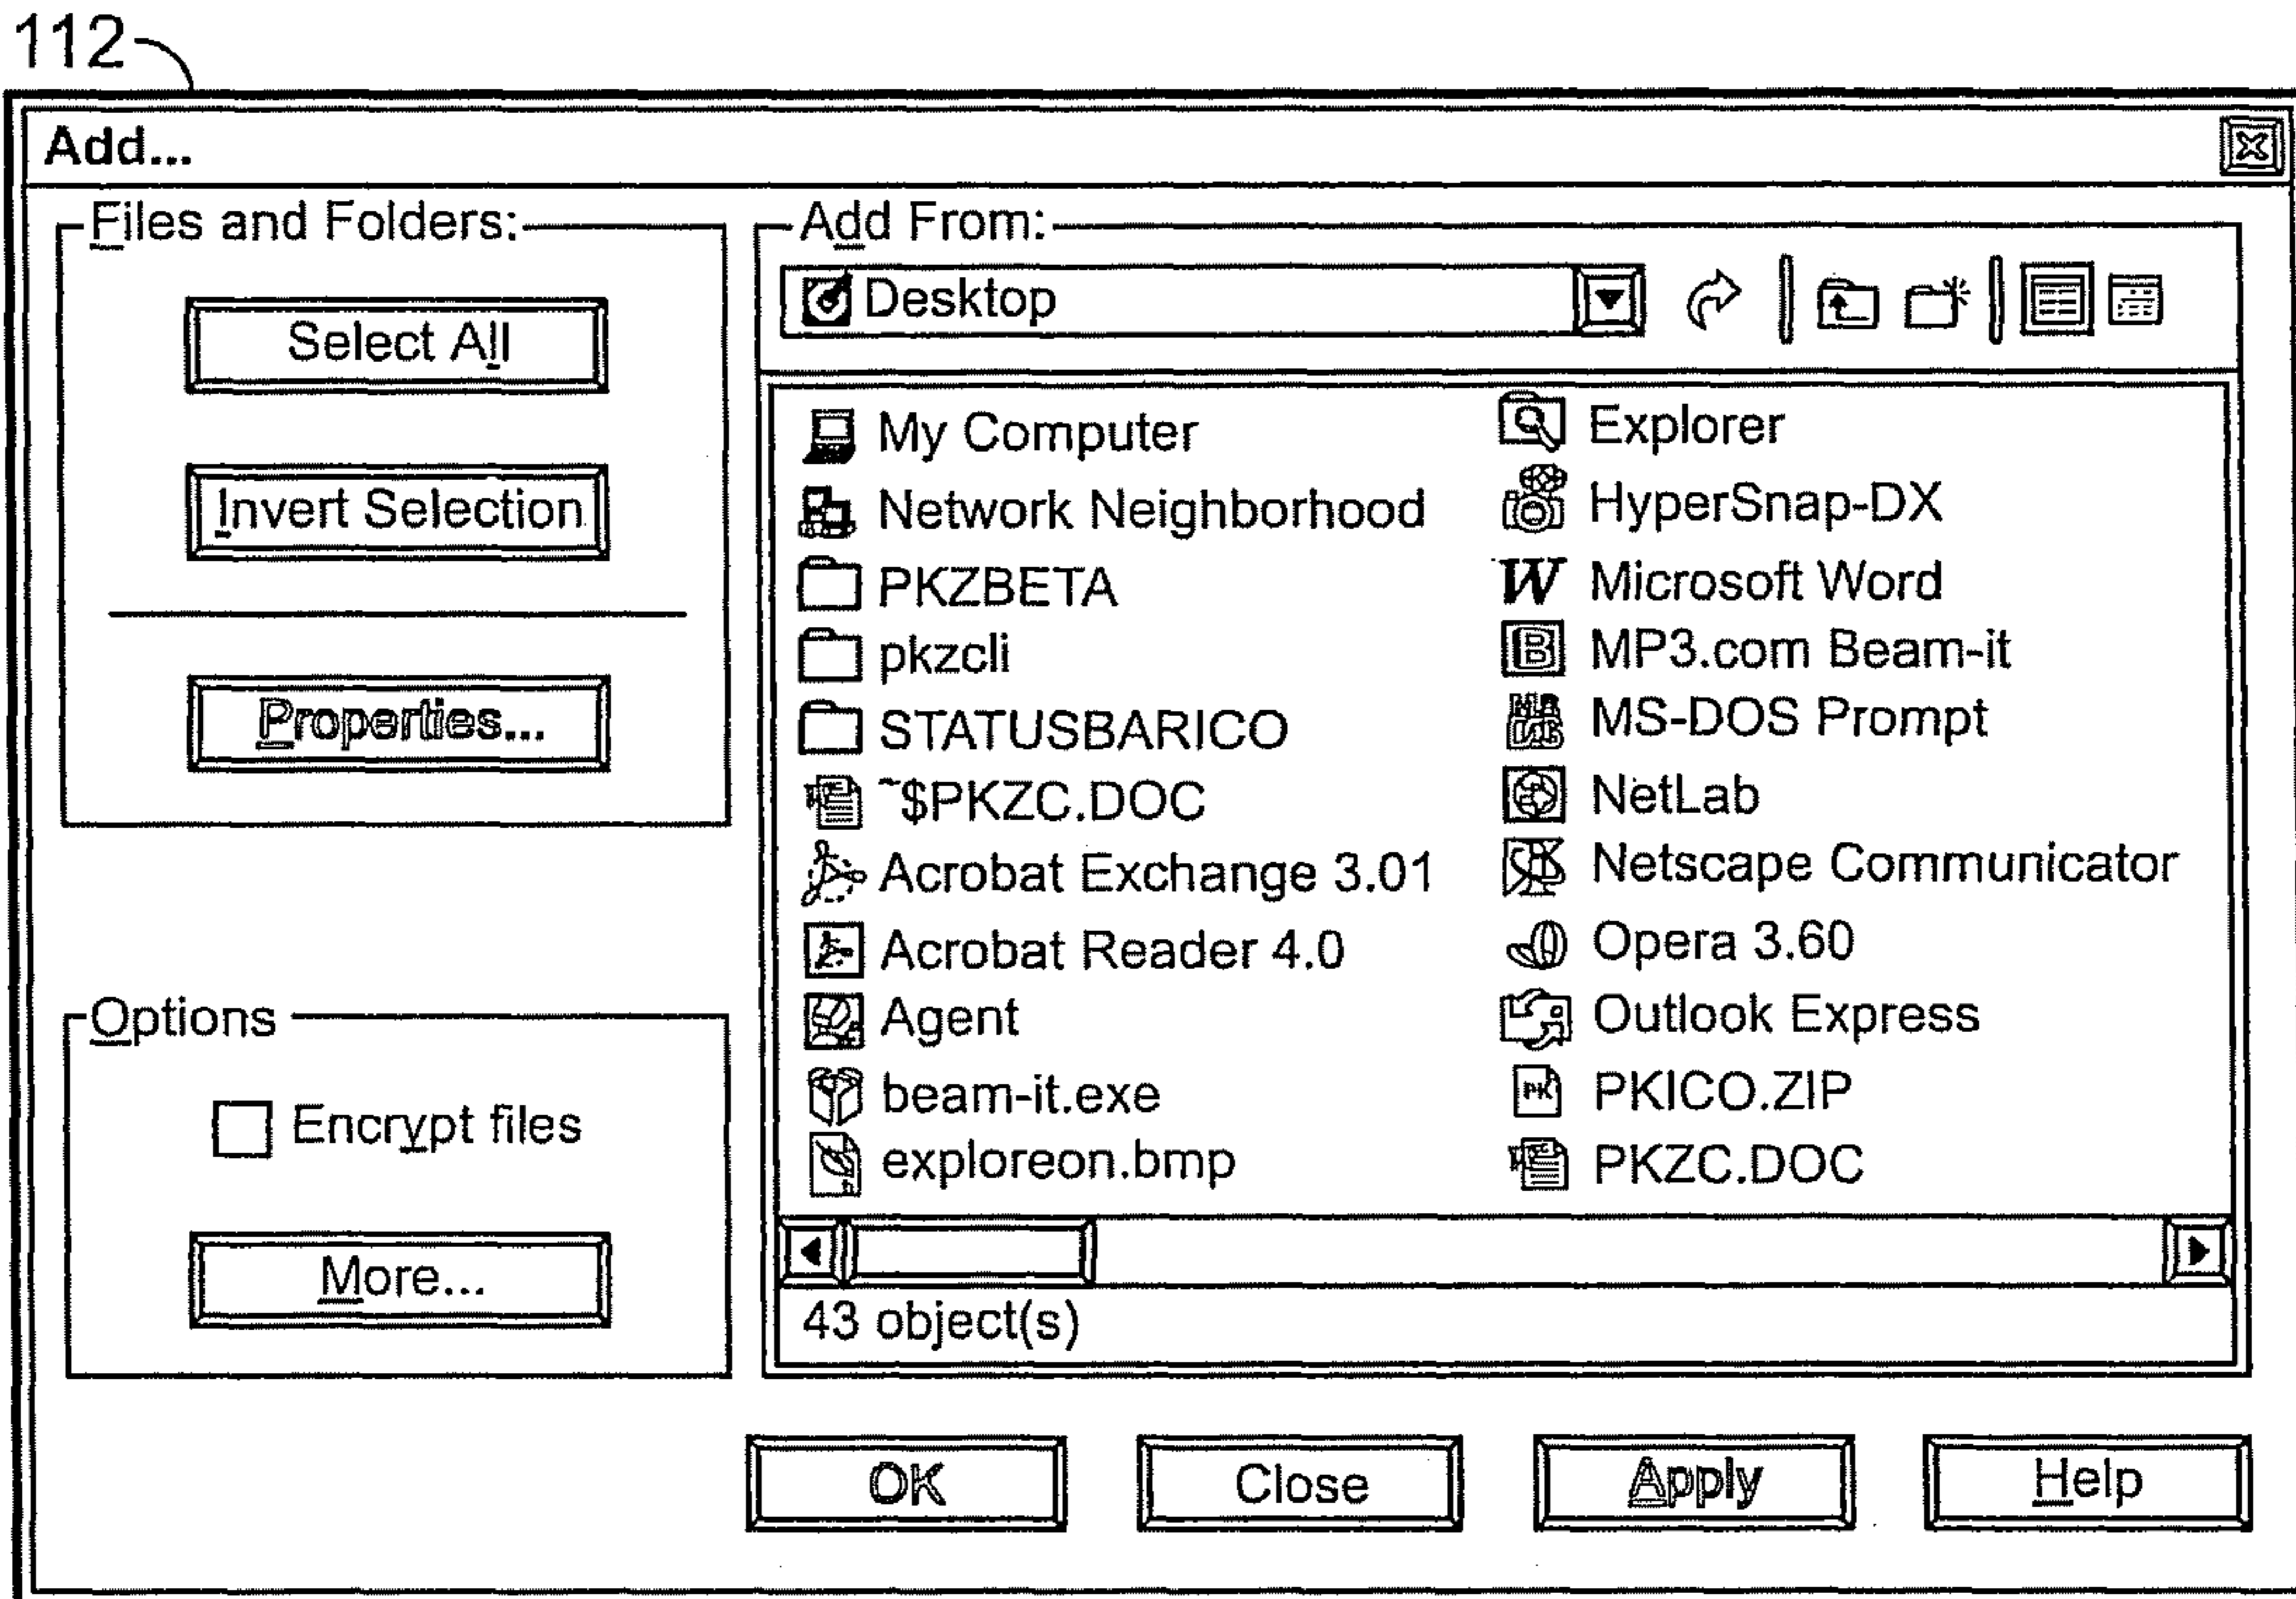 112
Add...
Files and Folders:
Select All
Invert Selection
Properties...
Options
Encrypt files
More...
Add From:
Desktop
My Computer
Network Neighborhood
PKZBETA
pkzcli
STATUSBARICO
~$PKZC.DOC
Acrobat Exchange 3.01
Acrobat Reader 4.0
Agent
beam-it.exe
exploreon.bmp
Explorer
HyperSnap-DX
Microsoft Word
MP3.com Beam-it
MS-DOS Prompt
NetLab
Netscape Communicator
Opera 3.60
Outlook Express
PKICO.ZIP
PKZC.DOC
43 object(s)
OK
Close
Apply
Help